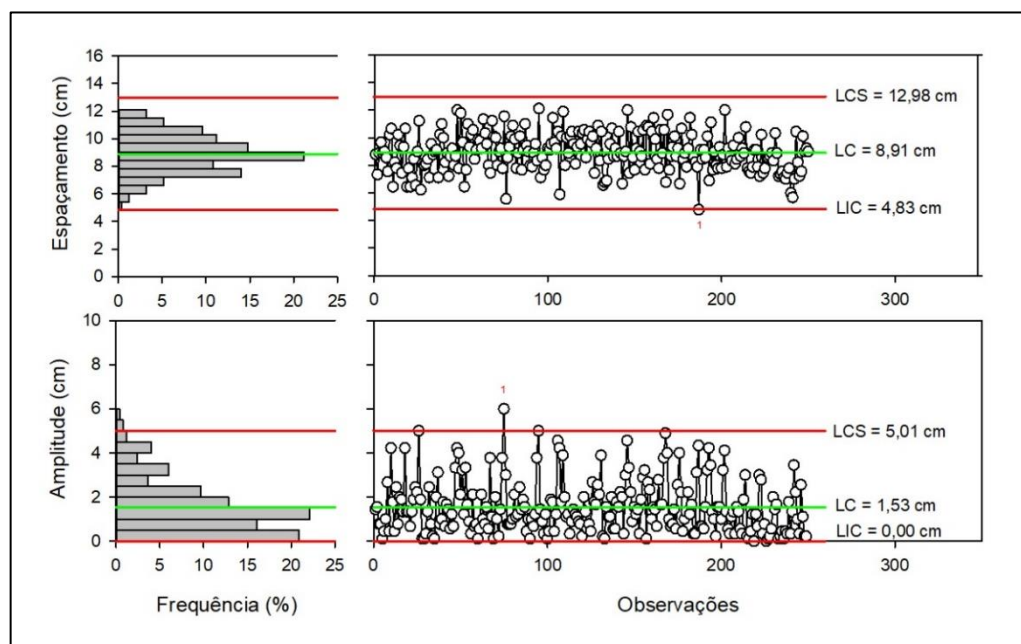 Espaçamento (cm)
16
14
12
10
8
6
4
2
0
0 5 10 15 20 25
LCS = 12,98 cm
LC = 8,91 cm
LIC = 4,83 cm
1
0 100 200 300
Amplitude (cm)
10
8
6
4
2
0
0 5 10 15 20 25
1
LCS = 5,01 cm
LC = 1,53 cm
LIC = 0,00 cm
0 100 200 300
Frequência (%)
Observações